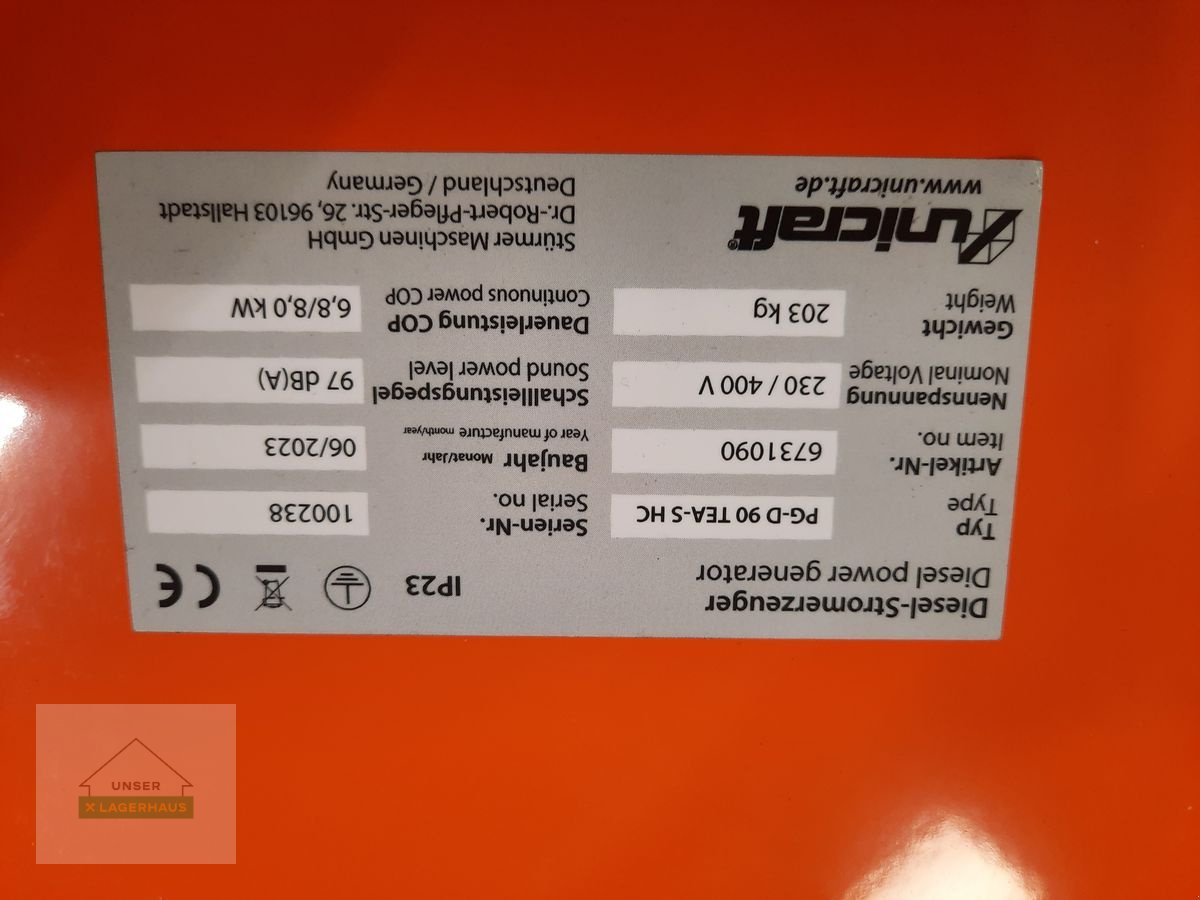 Diesel-Stromerzeuger
Diesel power generator
IP23
CE
Typ
Type
PG-D 90 TEA-S HC
Serien-Nr.
Serial no.
100238
Artikel-Nr.
Item no.
6731090
Baujahr Monat/Jahr
Year of manufacture month/year
06/2023
Nennspannung
Nominal Voltage
230 / 400 V
Schallleistungspegel
Sound power level
97 dB(A)
Gewicht
Weight
203 kg
Dauerleistung COP
Continuous power COP
6,8/8,0 kW
unicraft®
www.unicraft.de
Stürmer Maschinen GmbH
Dr.-Robert-Pfleger-Str. 26, 96103 Hallstadt
Deutschland / Germany
UNSER
X LAGERHAUS